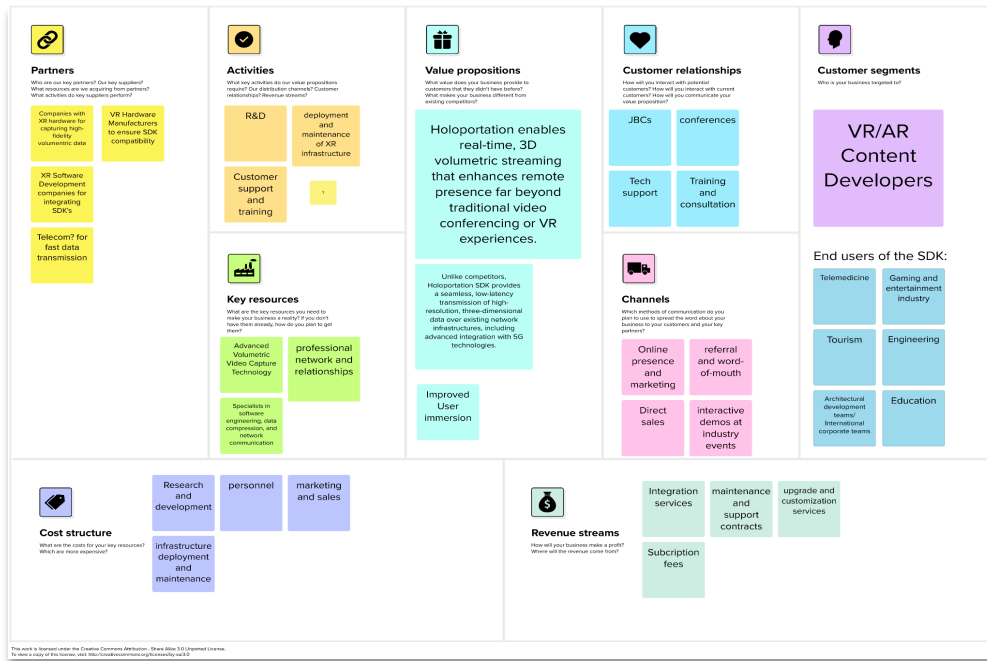 Partners
Who are our key partners? Our key suppliers?
What resources are we acquiring from partners?
What activities do key suppliers perform?
Companies with
XR hardware for
capturing high-
fidelity
volumentric data
VR Hardware
Manufacturers
to ensure SDK
compatibility
XR Software
Development
companies for
integrating
SDK's
Telecom? for
fast data
transmission
Activities
What key activities do our value propositions
require? Our distribution channels? Customer
relationships? Revenue streams?
R&D
deployment
and
maintenance
of XR
infrastructure
Customer
support
and
training
1
Key resources
What are the key resources you need to
make your business a reality? If you don't
have them already, how do you plan to get
them?
Advanced
Volumetric
Video Capture
Technology
professional
network and
relationships
Specialists in
software
engineering, data
compression, and
network
communication
Value propositions
What value does your business provide to
customers that they didn't have before?
What makes your business different from
existing competitors?
Holoportation enables
real-time, 3D
volumetric streaming
that enhances remote
presence far beyond
traditional video
conferencing or VR
experiences.
Unlike competitors,
Holoportation SDK provides
a seamless, low-latency
transmission of high-
resolution, three-dimensional
data over existing network
infrastructures, including
advanced integration with 5G
technologies.
Improved
User
immersion
Customer relationships
How will you interact with potential
customers? How will you interact with current
customers? How will you communicate your
value proposition?
JBCs
conferences
Tech
support
Training
and
consultation
Channels
Which methods of communication do you
plan to use to spread the word about your
business to your customers and your key
partners?
Online
presence
and
marketing
referral
and word-
of-mouth
Direct
sales
interactive
demos at
industry
events
Customer segments
Who is your business targeted to?
VR/AR
Content
Developers
End users of the SDK:
Telemedicine
Gaming and
entertainment
industry
Tourism
Engineering
Architectural
development
teams/
International
corporate teams
Education
Cost structure
What are the costs for your key resources?
Which are more expensive?
Research
and
development
personnel
marketing
and sales
infrastructure
deployment
and
maintenance
Revenue streams
How will your business make a profit?
Where will the revenue come from?
Integration
services
maintenance
and
support
contracts
upgrade and
customization
services
Subcription
fees
This work is licensed under the Creative Commons Attribution - Share Alike 3.0 Unported License.
To view a copy of this license, visit: http://creativecommons.org/licenses/by-sa/3.0